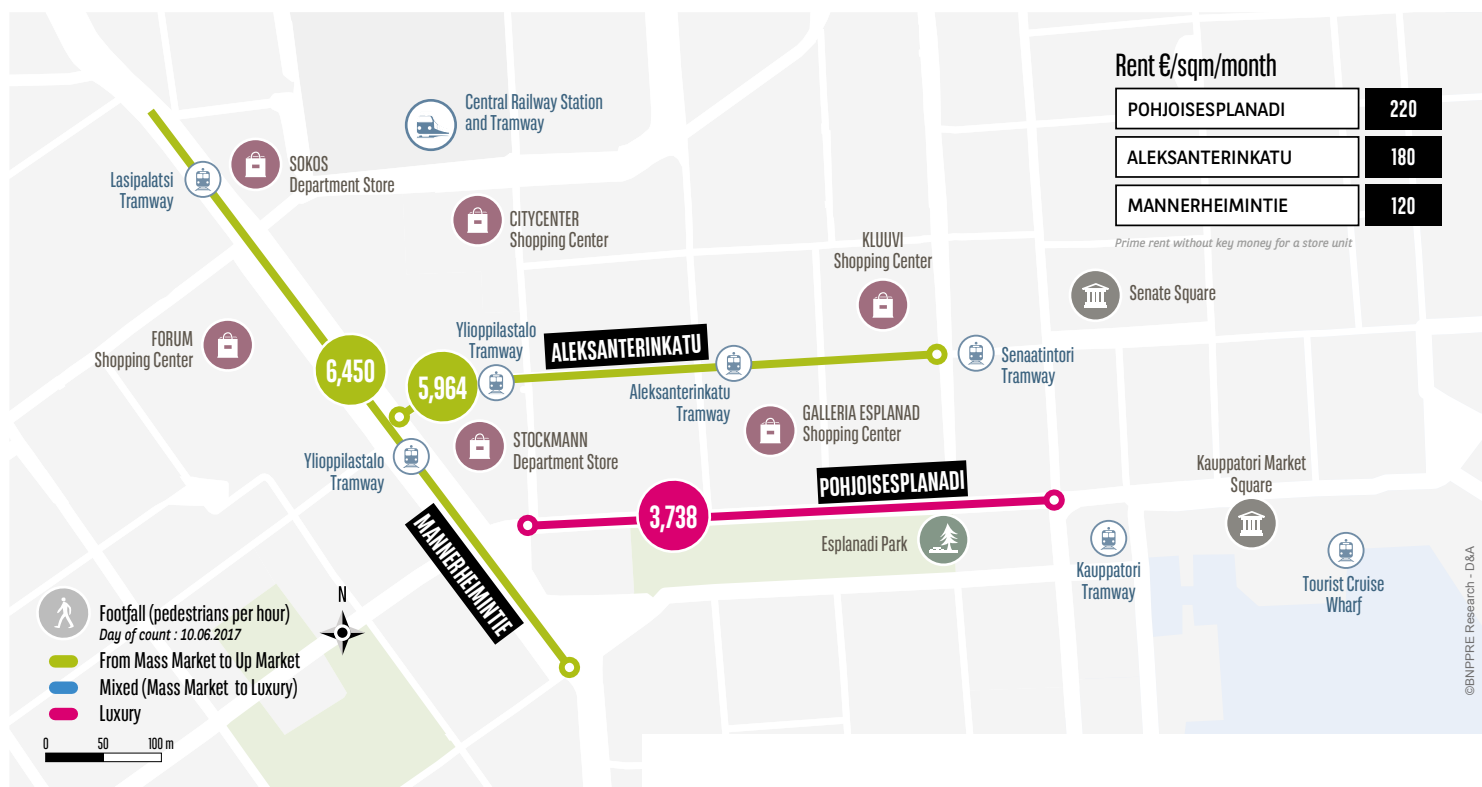 Rent €/sqm/month
POHJOISESPLANADI 220
ALEKSANTERINKATU 180
MANNERHEIMINTIE 120
Prime rent without key money for a store unit
Central Railway Station
and Tramway
SOKOS
Department Store
Lasipalatsi
Tramway
CITYCENTER
Shopping Center
KLUUVI
Shopping Center
Senate Square
FORUM
Shopping Center
6,450
5,964
Ylioppilastalo
Tramway
ALEKSANTERINKATU
Aleksanterinkatu
Tramway
Senaatintori
Tramway
GALLERIA ESPLANAD
Shopping Center
STOCKMANN
Department Store
Ylioppilastalo
Tramway
POHJOISESPLANADI
3,738
Esplanadi Park
MANNERHEIMINTIE
Kauppatori Market
Square
Kauppatori
Tramway
Tourist Cruise
Wharf
N
Footfall (pedestrians per hour)
Day of count : 10.06.2017
From Mass Market to Up Market
Mixed (Mass Market to Luxury)
Luxury
0 50 100 m
©BNPPRE Research - D&A